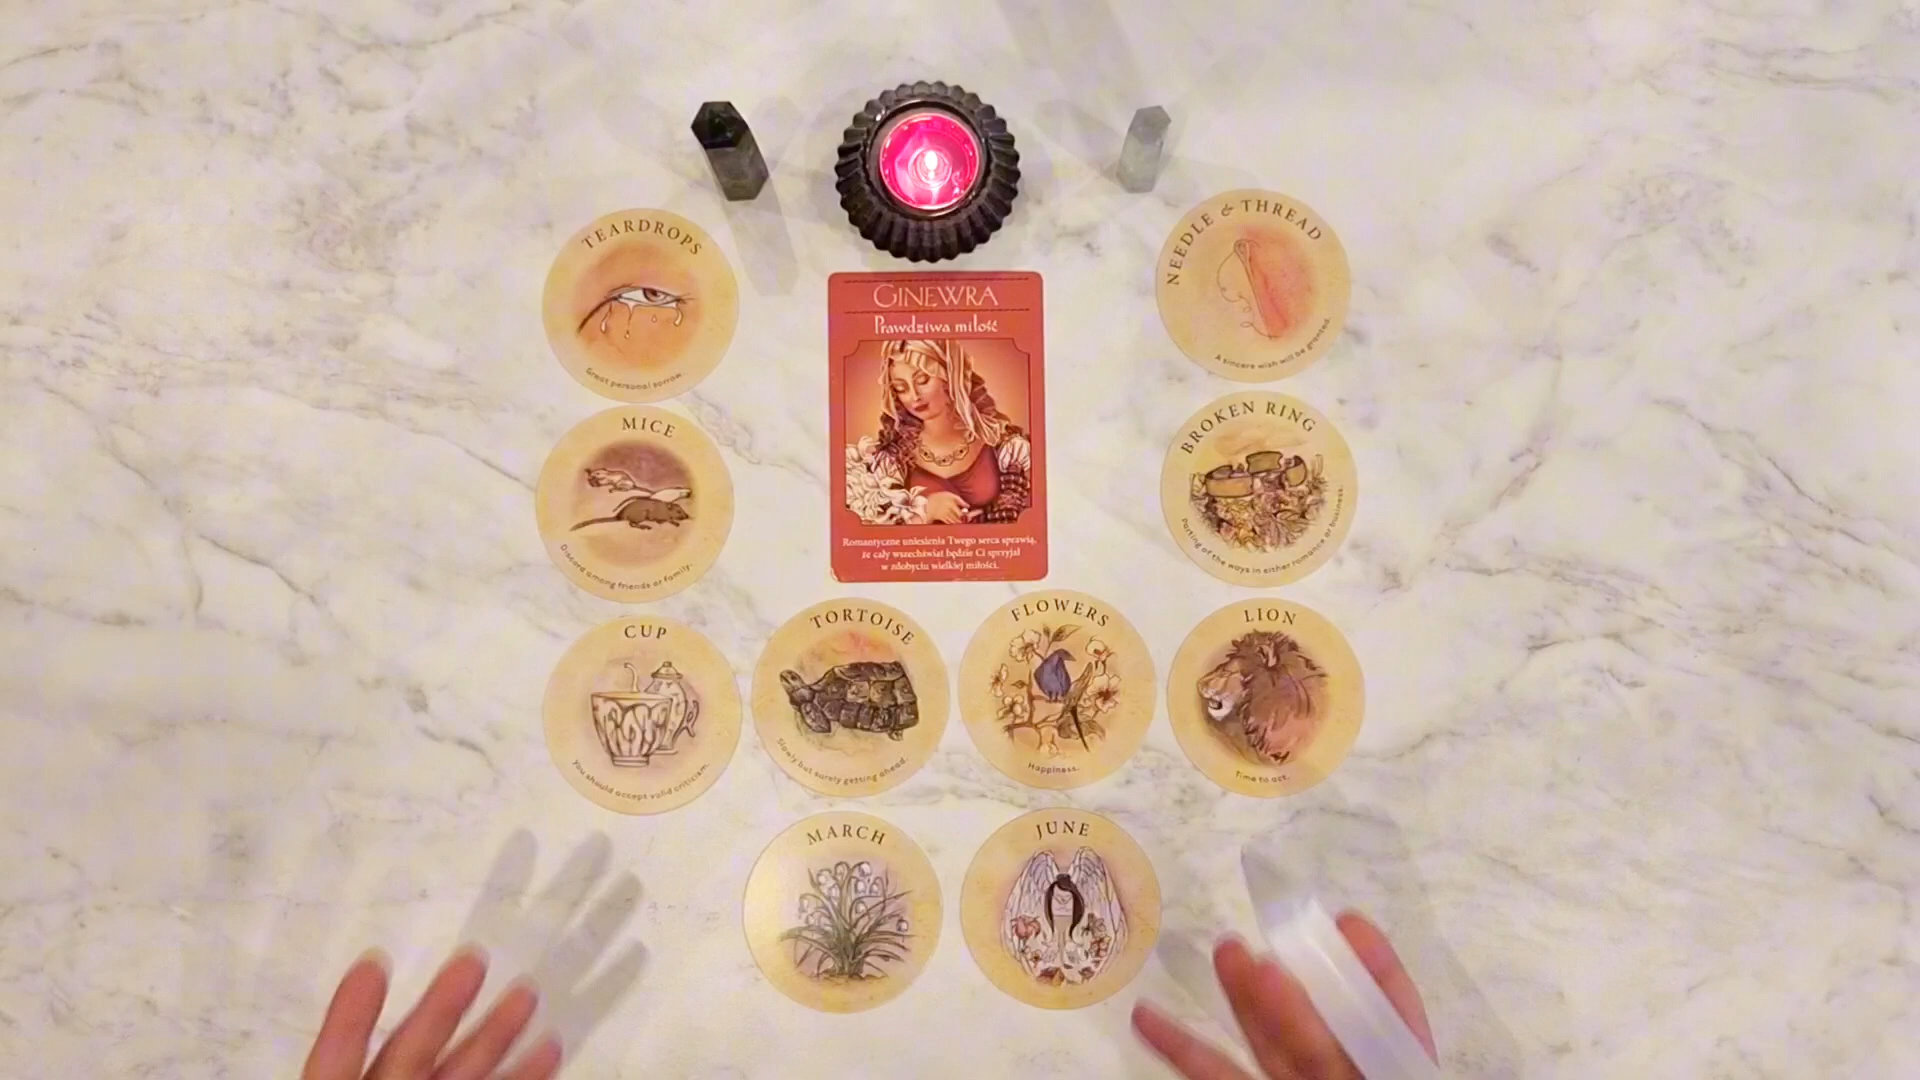 TEARDROPS
Great personal sorrow.
NEEDLE & THREAD
A sincere wish will be granted.
GINEWRA
Prawdziwa miłość
Romantyczne uniesienia Twego serca sprawią,
że cały wszechświat będzie Ci sprzyjał
w zdobyciu wielkiej miłości.
MICE
Discord among friends or family.
BROKEN RING
Parting of the ways in either romance or business.
CUP
You should accept valid criticism.
TORTOISE
Slowly but surely getting ahead.
FLOWERS
Happiness.
LION
Time to act.
MARCH
JUNE